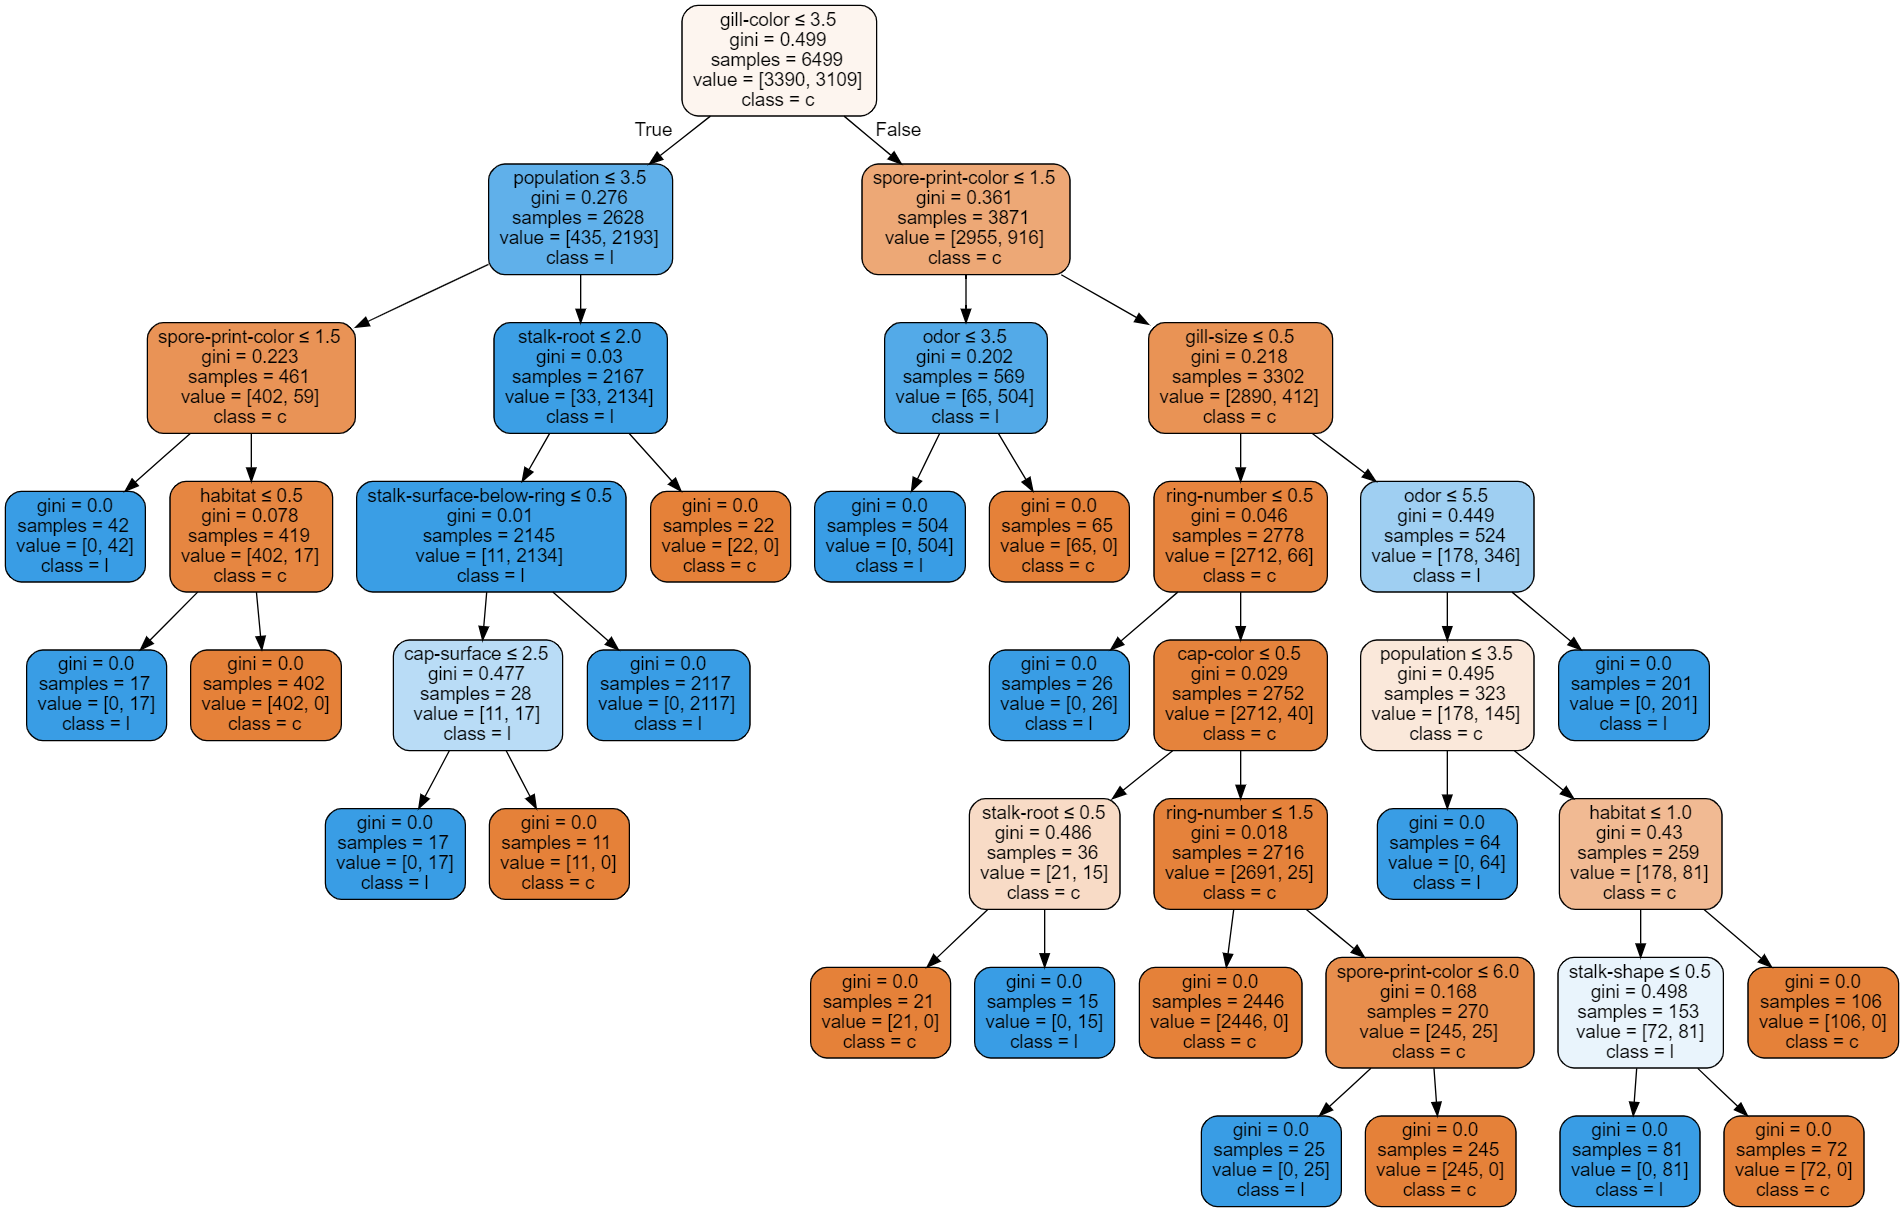 gill-color ≤ 3.5
gini = 0.499
samples = 6499
value = [3390, 3109]
class = c
True
False
population ≤ 3.5
gini = 0.276
samples = 2628
value = [435, 2193]
class = l
spore-print-color ≤ 1.5
gini = 0.361
samples = 3871
value = [2955, 916]
class = c
spore-print-color ≤ 1.5
gini = 0.223
samples = 461
value = [402, 59]
class = c
stalk-root ≤ 2.0
gini = 0.03
samples = 2167
value = [33, 2134]
class = l
odor ≤ 3.5
gini = 0.202
samples = 569
value = [65, 504]
class = l
gill-size ≤ 0.5
gini = 0.218
samples = 3302
value = [2890, 412]
class = c
gini = 0.0
samples = 42
value = [0, 42]
class = l
habitat ≤ 0.5
gini = 0.078
samples = 419
value = [402, 17]
class = c
stalk-surface-below-ring ≤ 0.5
gini = 0.01
samples = 2145
value = [11, 2134]
class = l
gini = 0.0
samples = 22
value = [22, 0]
class = c
gini = 0.0
samples = 504
value = [0, 504]
class = l
gini = 0.0
samples = 65
value = [65, 0]
class = c
ring-number ≤ 0.5
gini = 0.046
samples = 2778
value = [2712, 66]
class = c
odor ≤ 5.5
gini = 0.449
samples = 524
value = [178, 346]
class = l
gini = 0.0
samples = 17
value = [0, 17]
class = l
gini = 0.0
samples = 402
value = [402, 0]
class = c
cap-surface ≤ 2.5
gini = 0.477
samples = 28
value = [11, 17]
class = l
gini = 0.0
samples = 2117
value = [0, 2117]
class = l
gini = 0.0
samples = 26
value = [0, 26]
class = l
cap-color ≤ 0.5
gini = 0.029
samples = 2752
value = [2712, 40]
class = c
population ≤ 3.5
gini = 0.495
samples = 323
value = [178, 145]
class = c
gini = 0.0
samples = 201
value = [0, 201]
class = l
gini = 0.0
samples = 17
value = [0, 17]
class = l
gini = 0.0
samples = 11
value = [11, 0]
class = c
stalk-root ≤ 0.5
gini = 0.486
samples = 36
value = [21, 15]
class = c
ring-number ≤ 1.5
gini = 0.018
samples = 2716
value = [2691, 25]
class = c
gini = 0.0
samples = 64
value = [0, 64]
class = l
habitat ≤ 1.0
gini = 0.43
samples = 259
value = [178, 81]
class = c
gini = 0.0
samples = 21
value = [21, 0]
class = c
gini = 0.0
samples = 15
value = [0, 15]
class = l
gini = 0.0
samples = 2446
value = [2446, 0]
class = c
spore-print-color ≤ 6.0
gini = 0.168
samples = 270
value = [245, 25]
class = c
stalk-shape ≤ 0.5
gini = 0.498
samples = 153
value = [72, 81]
class = l
gini = 0.0
samples = 106
value = [106, 0]
class = c
gini = 0.0
samples = 25
value = [0, 25]
class = l
gini = 0.0
samples = 245
value = [245, 0]
class = c
gini = 0.0
samples = 81
value = [0, 81]
class = l
gini = 0.0
samples = 72
value = [72, 0]
class = c